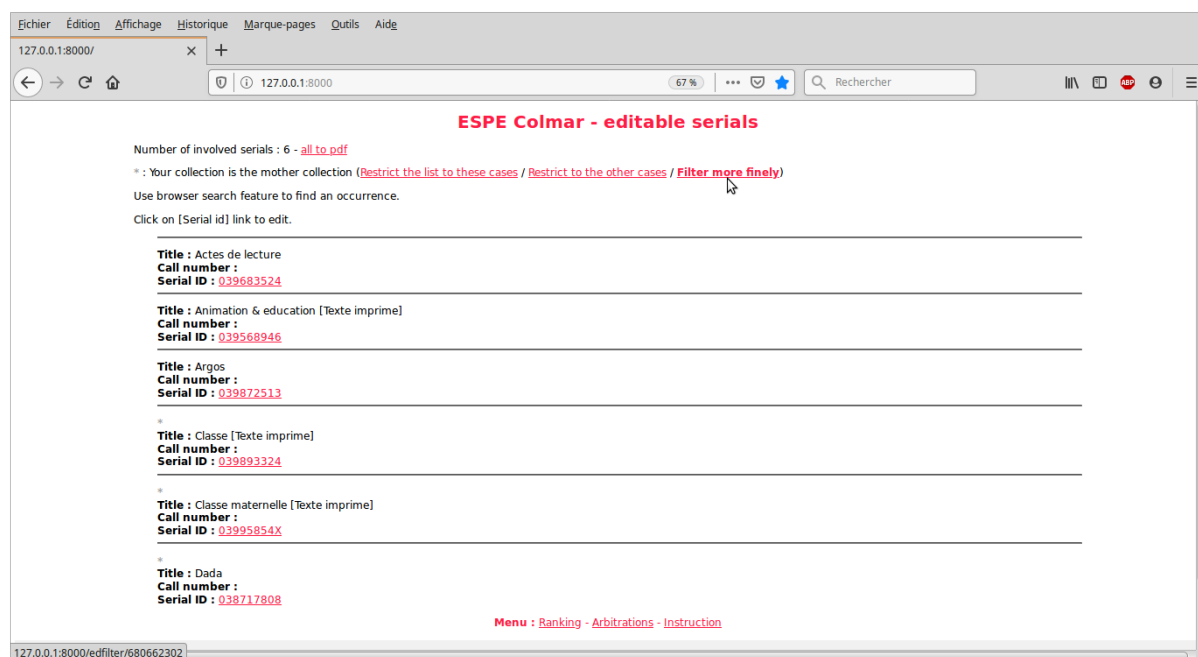 Fichier Édition Affichage Historique Marque-pages Outils Aide
127.0.0.1:8000/ × +
127.0.0.1:8000 67 % Rechercher ABP
ESPE Colmar - editable serials
Number of involved serials : 6 - all to pdf
* : Your collection is the mother collection (Restrict the list to these cases / Restrict to the other cases / Filter more finely)
Use browser search feature to find an occurrence.
Click on [Serial id] link to edit.
Title : Actes de lecture
Call number :
Serial ID : 039683524
Title : Animation & education [Texte imprime]
Call number :
Serial ID : 039568946
Title : Argos
Call number :
Serial ID : 039872513
*
Title : Classe [Texte imprime]
Call number :
Serial ID : 039893324
*
Title : Classe maternelle [Texte imprime]
Call number :
Serial ID : 03995854X
*
Title : Dada
Call number :
Serial ID : 038717808
Menu : Ranking - Arbitrations - Instruction
127.0.0.1:8000/edfilter/680662302